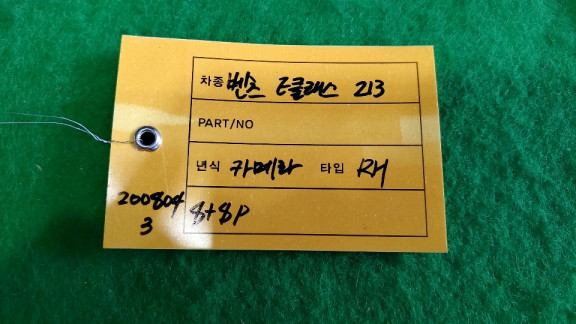 차종 벤츠 E클래스 213
PART/NO
년식 카메라 타입 RH
8+8P
200804
3